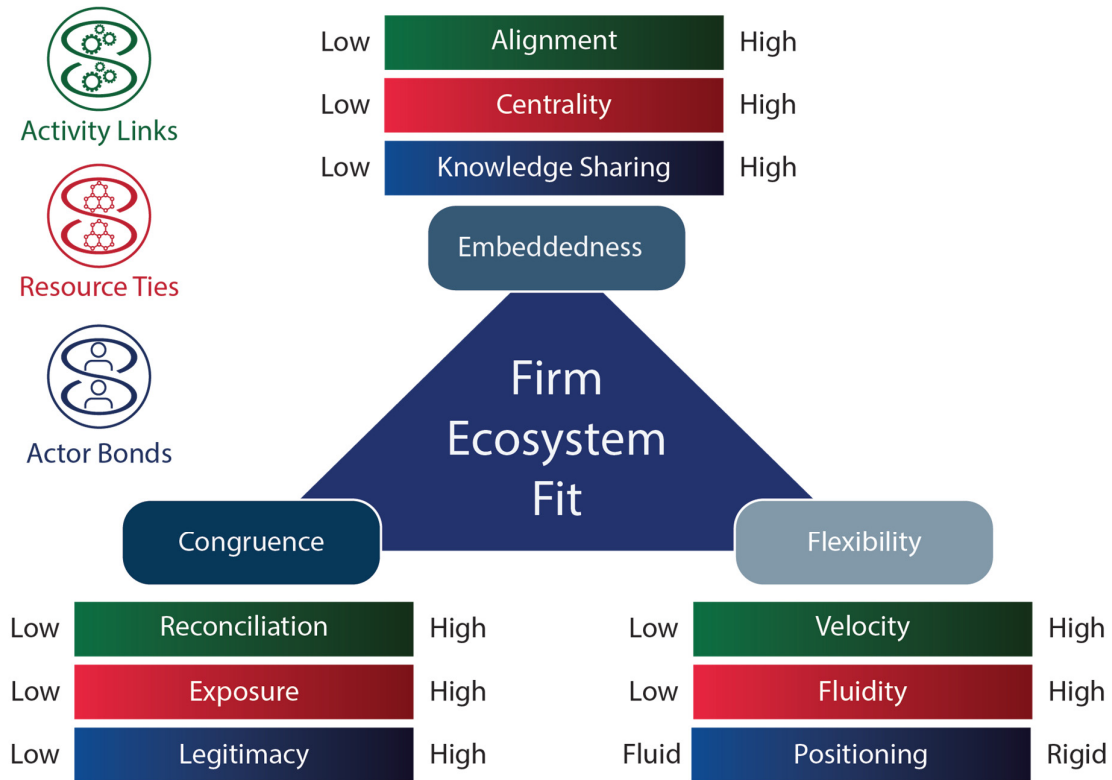 Activity Links
Resource Ties
Actor Bonds
Low Alignment High
Low Centrality High
Low Knowledge Sharing High
Embeddedness
Firm
Ecosystem
Fit
Congruence
Low Reconciliation High
Low Exposure High
Low Legitimacy High
Flexibility
Low Velocity High
Low Fluidity High
Fluid Positioning Rigid